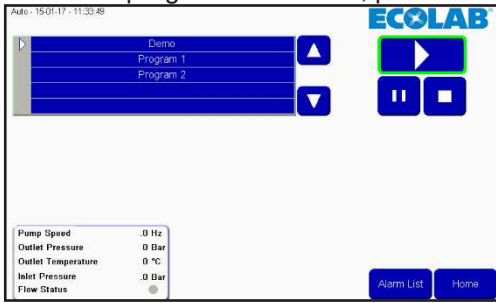 Auto - 15-01-17 - 11:33:49
ECOLAB
Demo
Program 1
Program 2
Pump Speed .0 Hz
Outlet Pressure 0 Bar
Outlet Temperature 0 °C
Inlet Pressure .0 Bar
Flow Status
Alarm List
Home